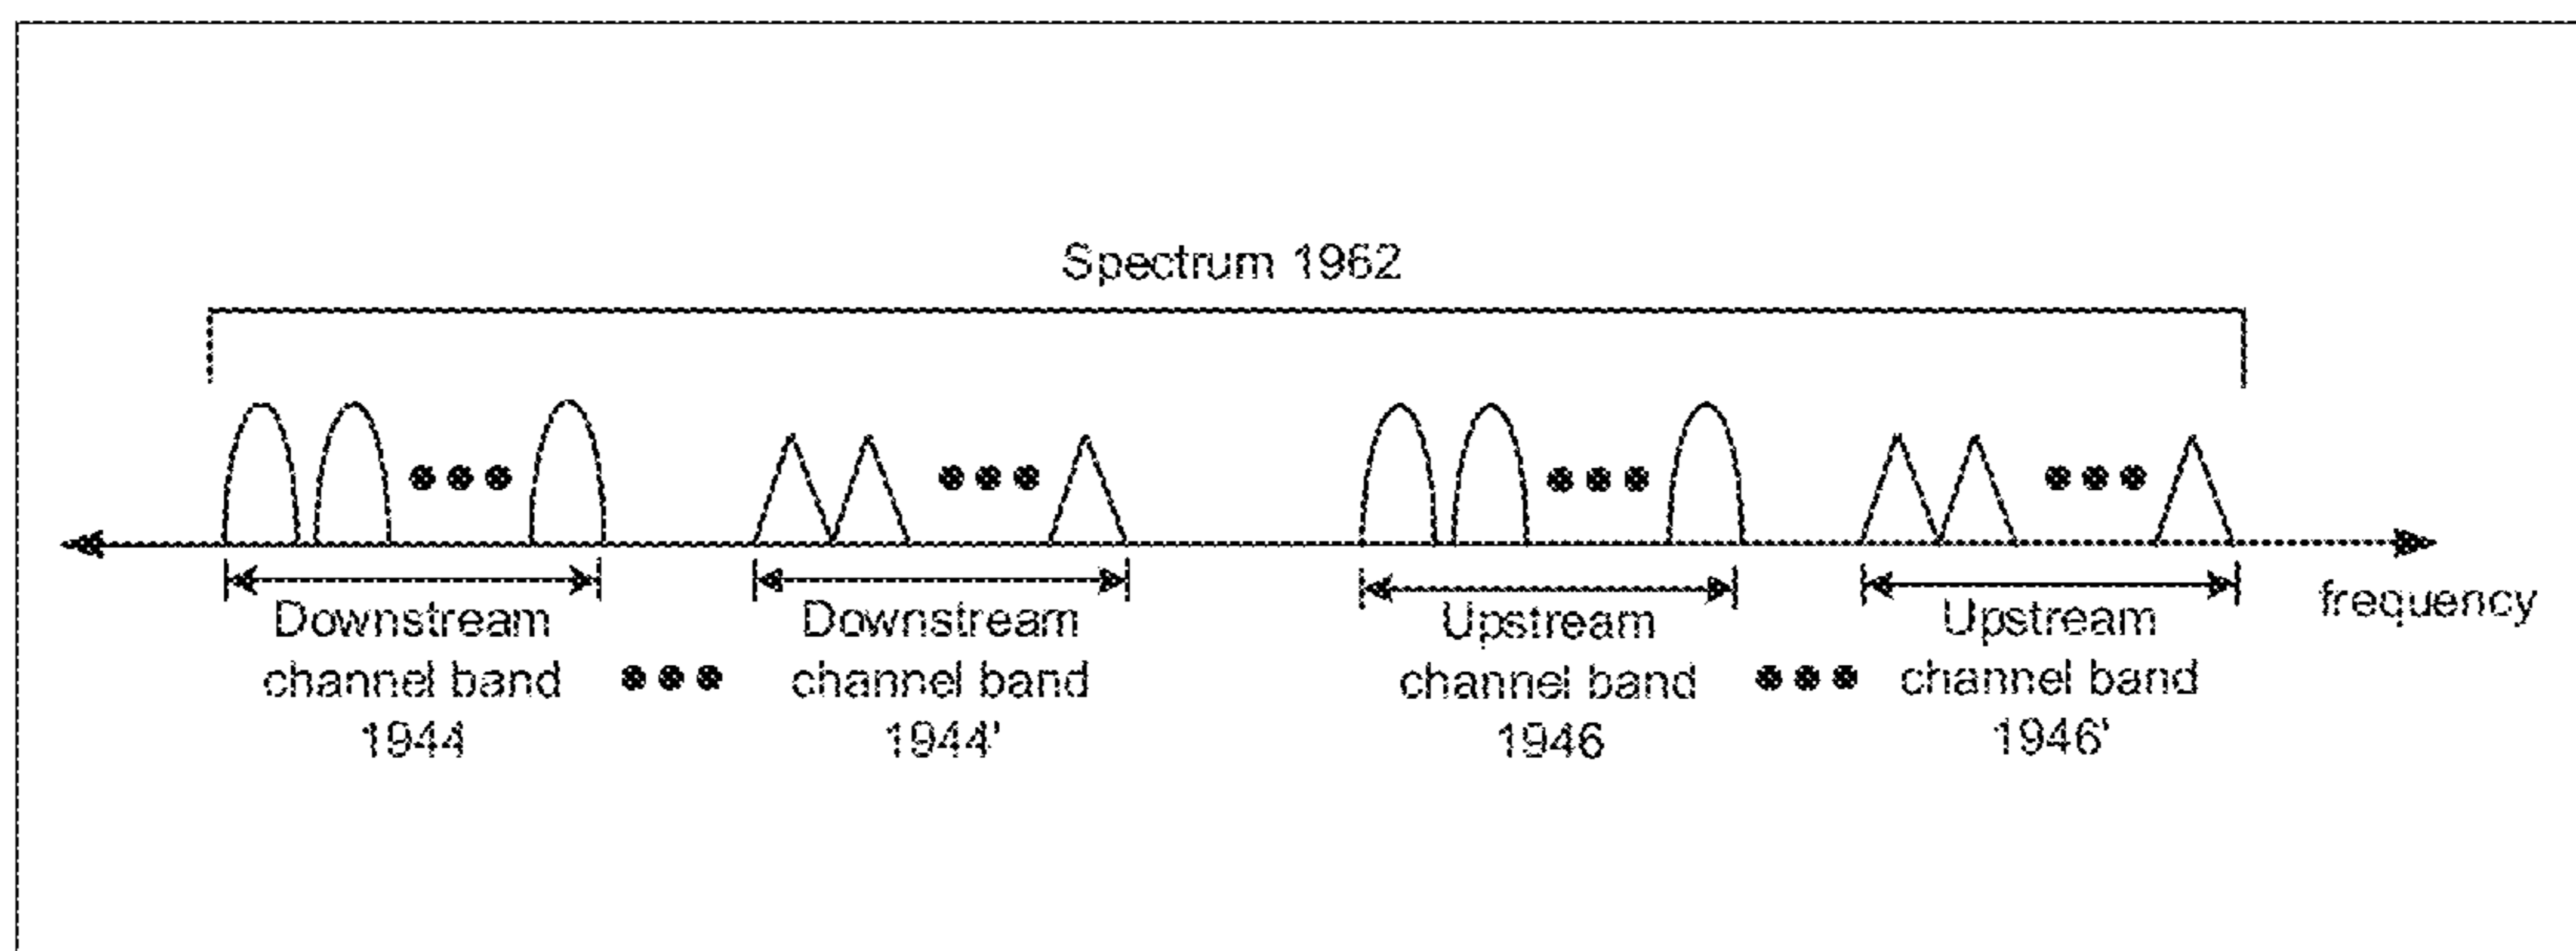 Spectrum 1962
Downstream
channel band
1944
Downstream
channel band
1944'
Upstream
channel band
1946
Upstream
channel band
1946'
frequency